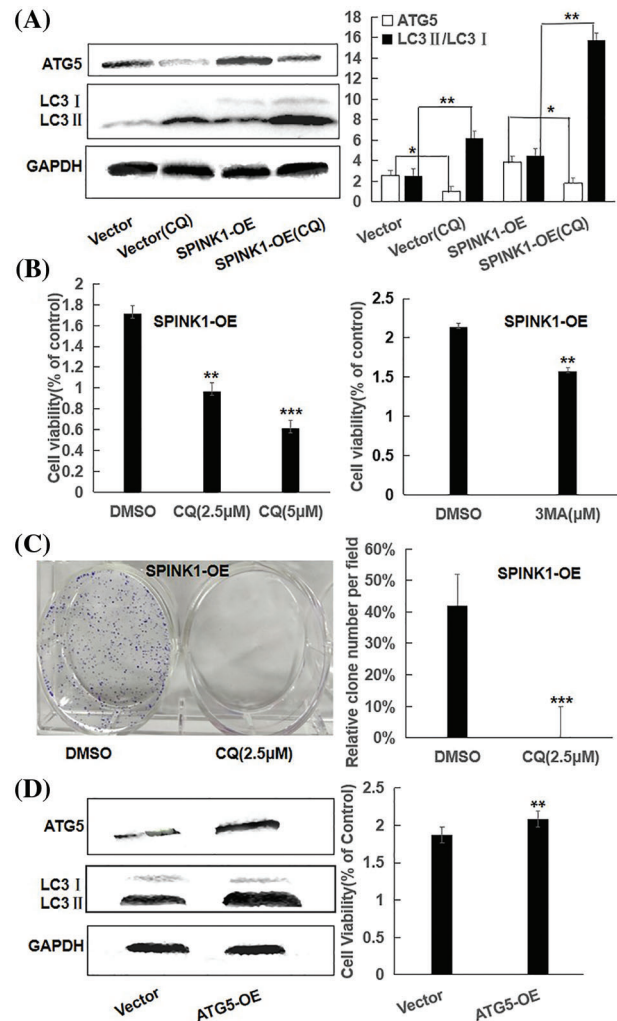 (A)
ATG5
LC3 Ⅰ
LC3 Ⅱ
GAPDH
Vector
Vector(CQ)
SPINK1-OE
SPINK1-OE(CQ)
ATG5
LC3 Ⅱ/LC3 Ⅰ
18
16
14
12
10
8
6
4
2
0
*
**
*
**
Vector
Vector(CQ)
SPINK1-OE
SPINK1-OE(CQ)
(B)
Cell viability(% of control)
2
1.8
1.6
1.4
1.2
1
0.8
0.6
0.4
0.2
0
SPINK1-OE
**
***
DMSO
CQ(2.5μM)
CQ(5μM)
Cell viability(% of control)
2.5
2
1.5
1
0.5
0
SPINK1-OE
**
DMSO
3MA(μM)
(C)
SPINK1-OE
DMSO
CQ(2.5μM)
Relative clone number per field
60%
50%
40%
30%
20%
10%
0%
SPINK1-OE
***
DMSO
CQ(2.5μM)
(D)
ATG5
LC3 Ⅰ
LC3 Ⅱ
GAPDH
Vector
ATG5-OE
Cell Viability(% of Control)
2.5
2
1.5
1
0.5
0
**
Vector
ATG5-OE